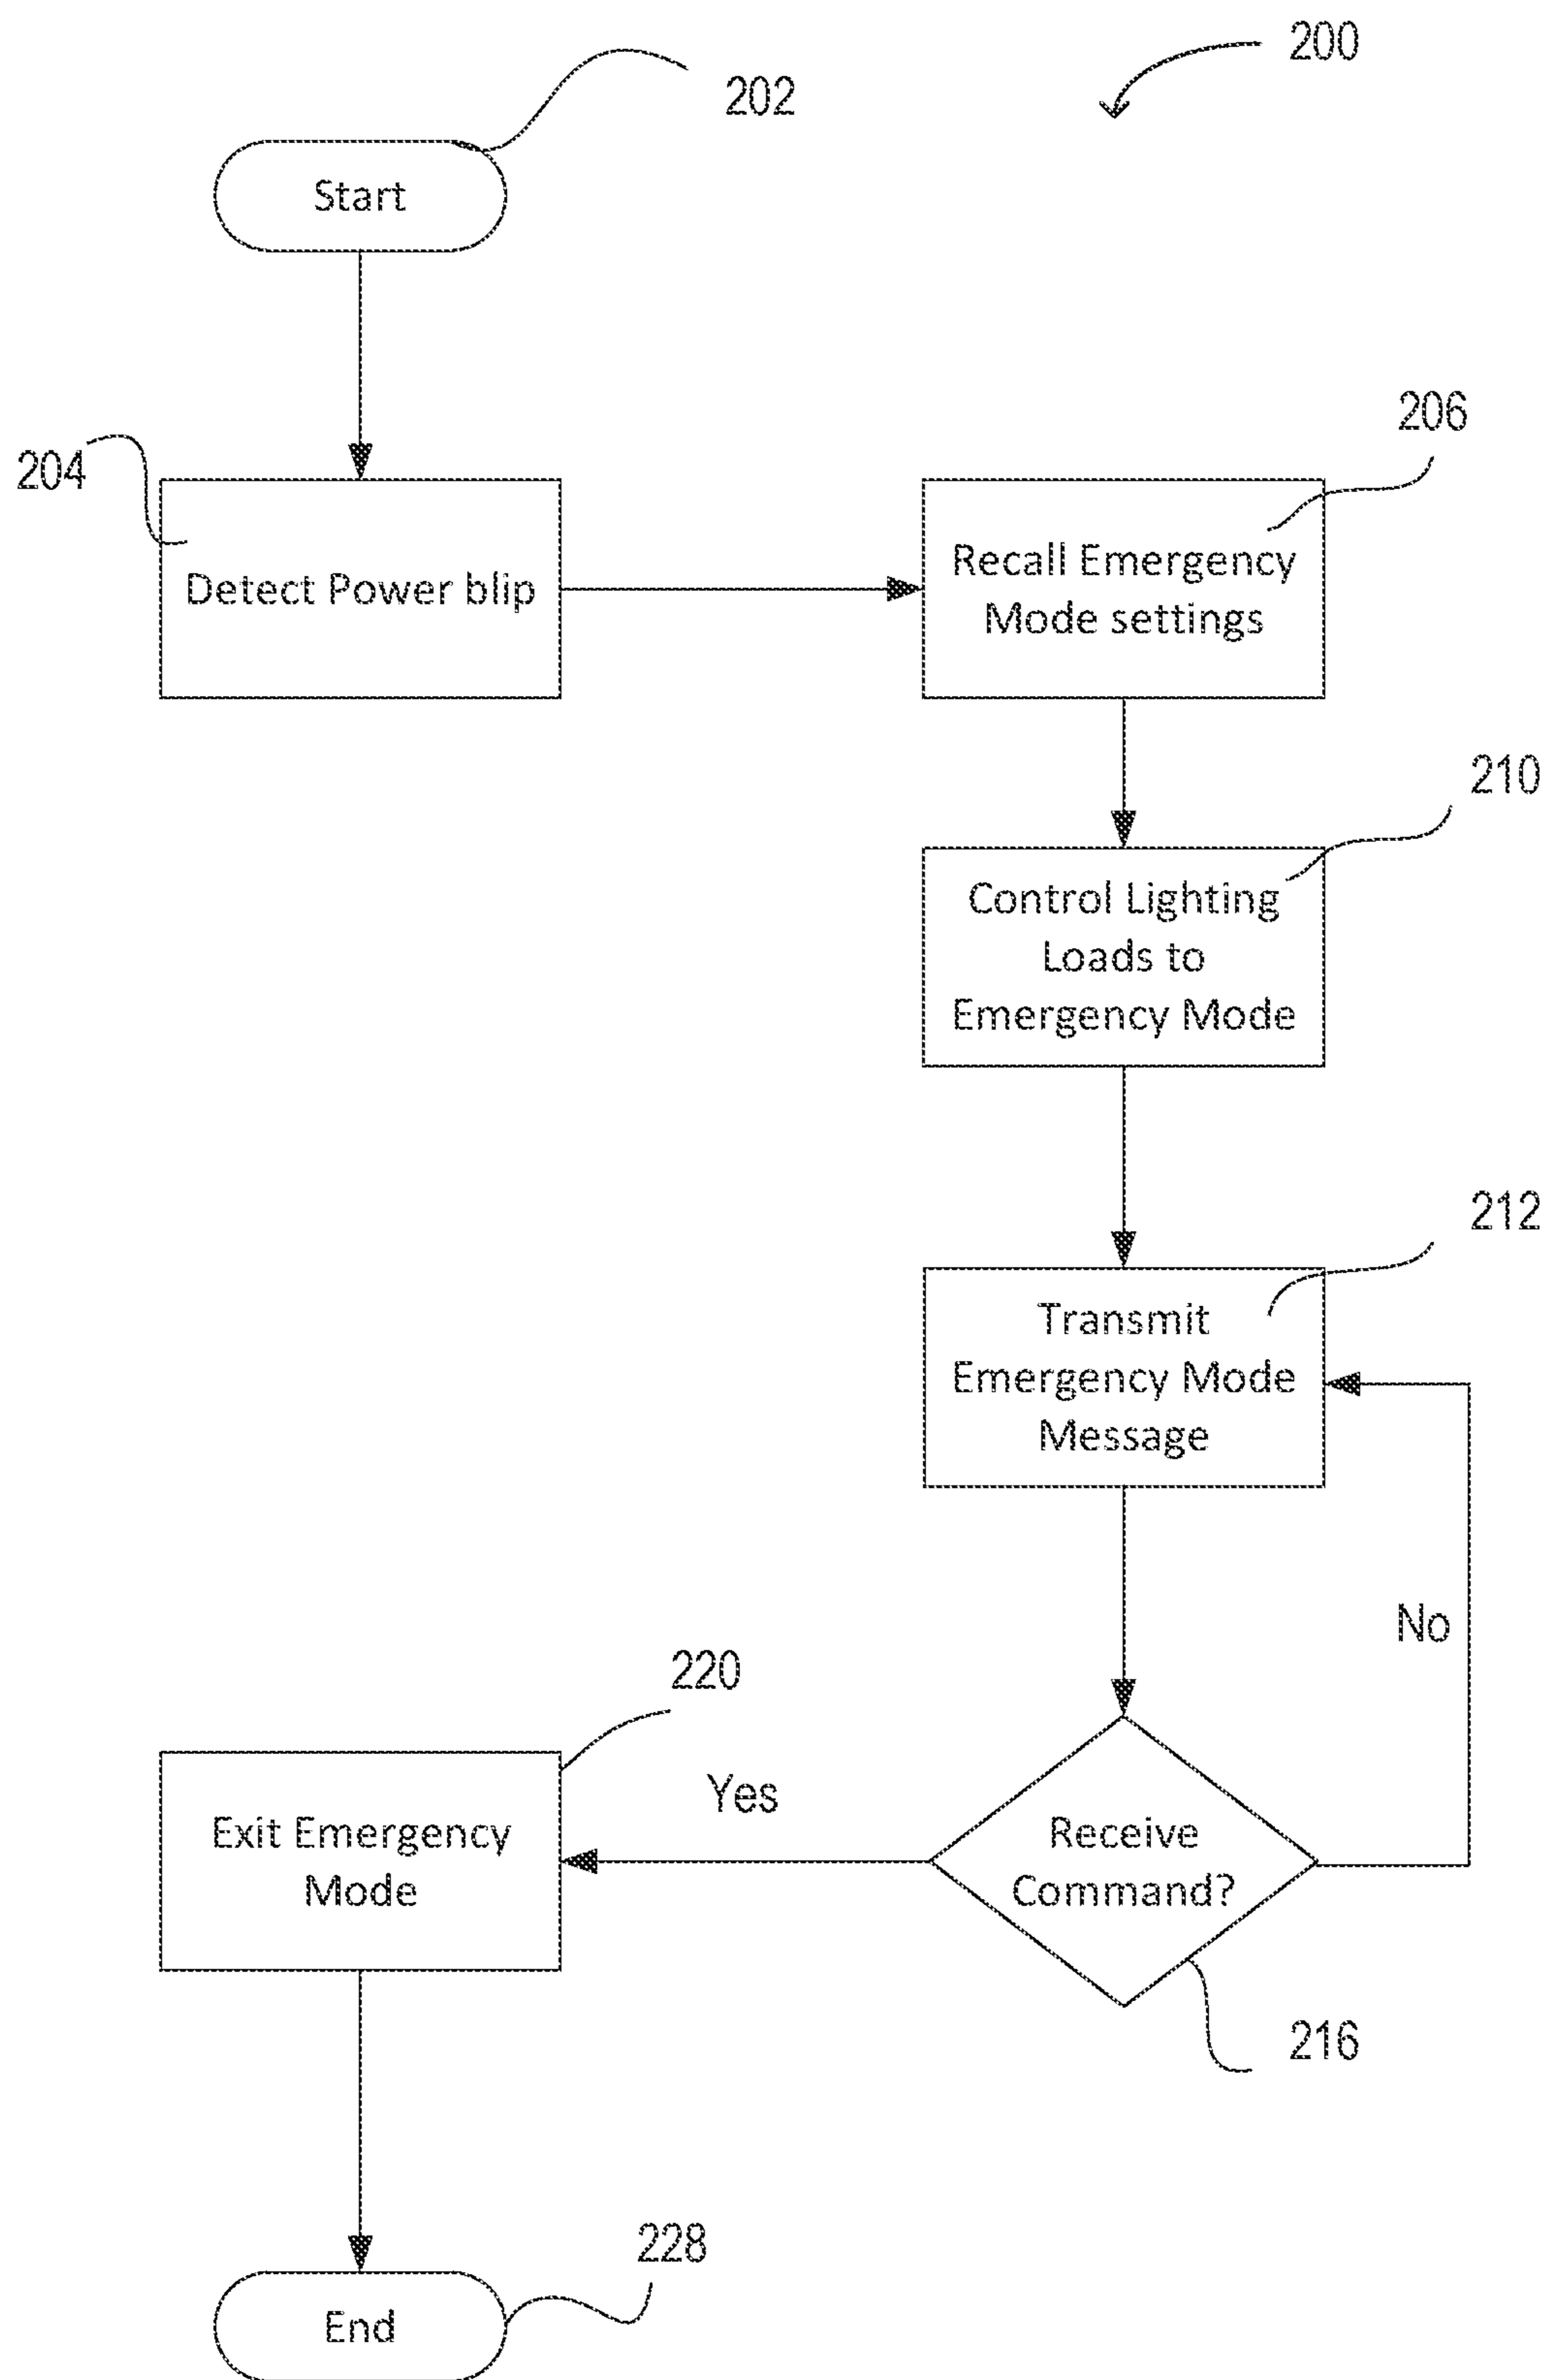 200
202
Start
204
Detect Power blip
206
Recall Emergency
Mode settings
210
Control Lighting
Loads to
Emergency Mode
212
Transmit
Emergency Mode
Message
No
Receive
Command?
216
Yes
220
Exit Emergency
Mode
228
End